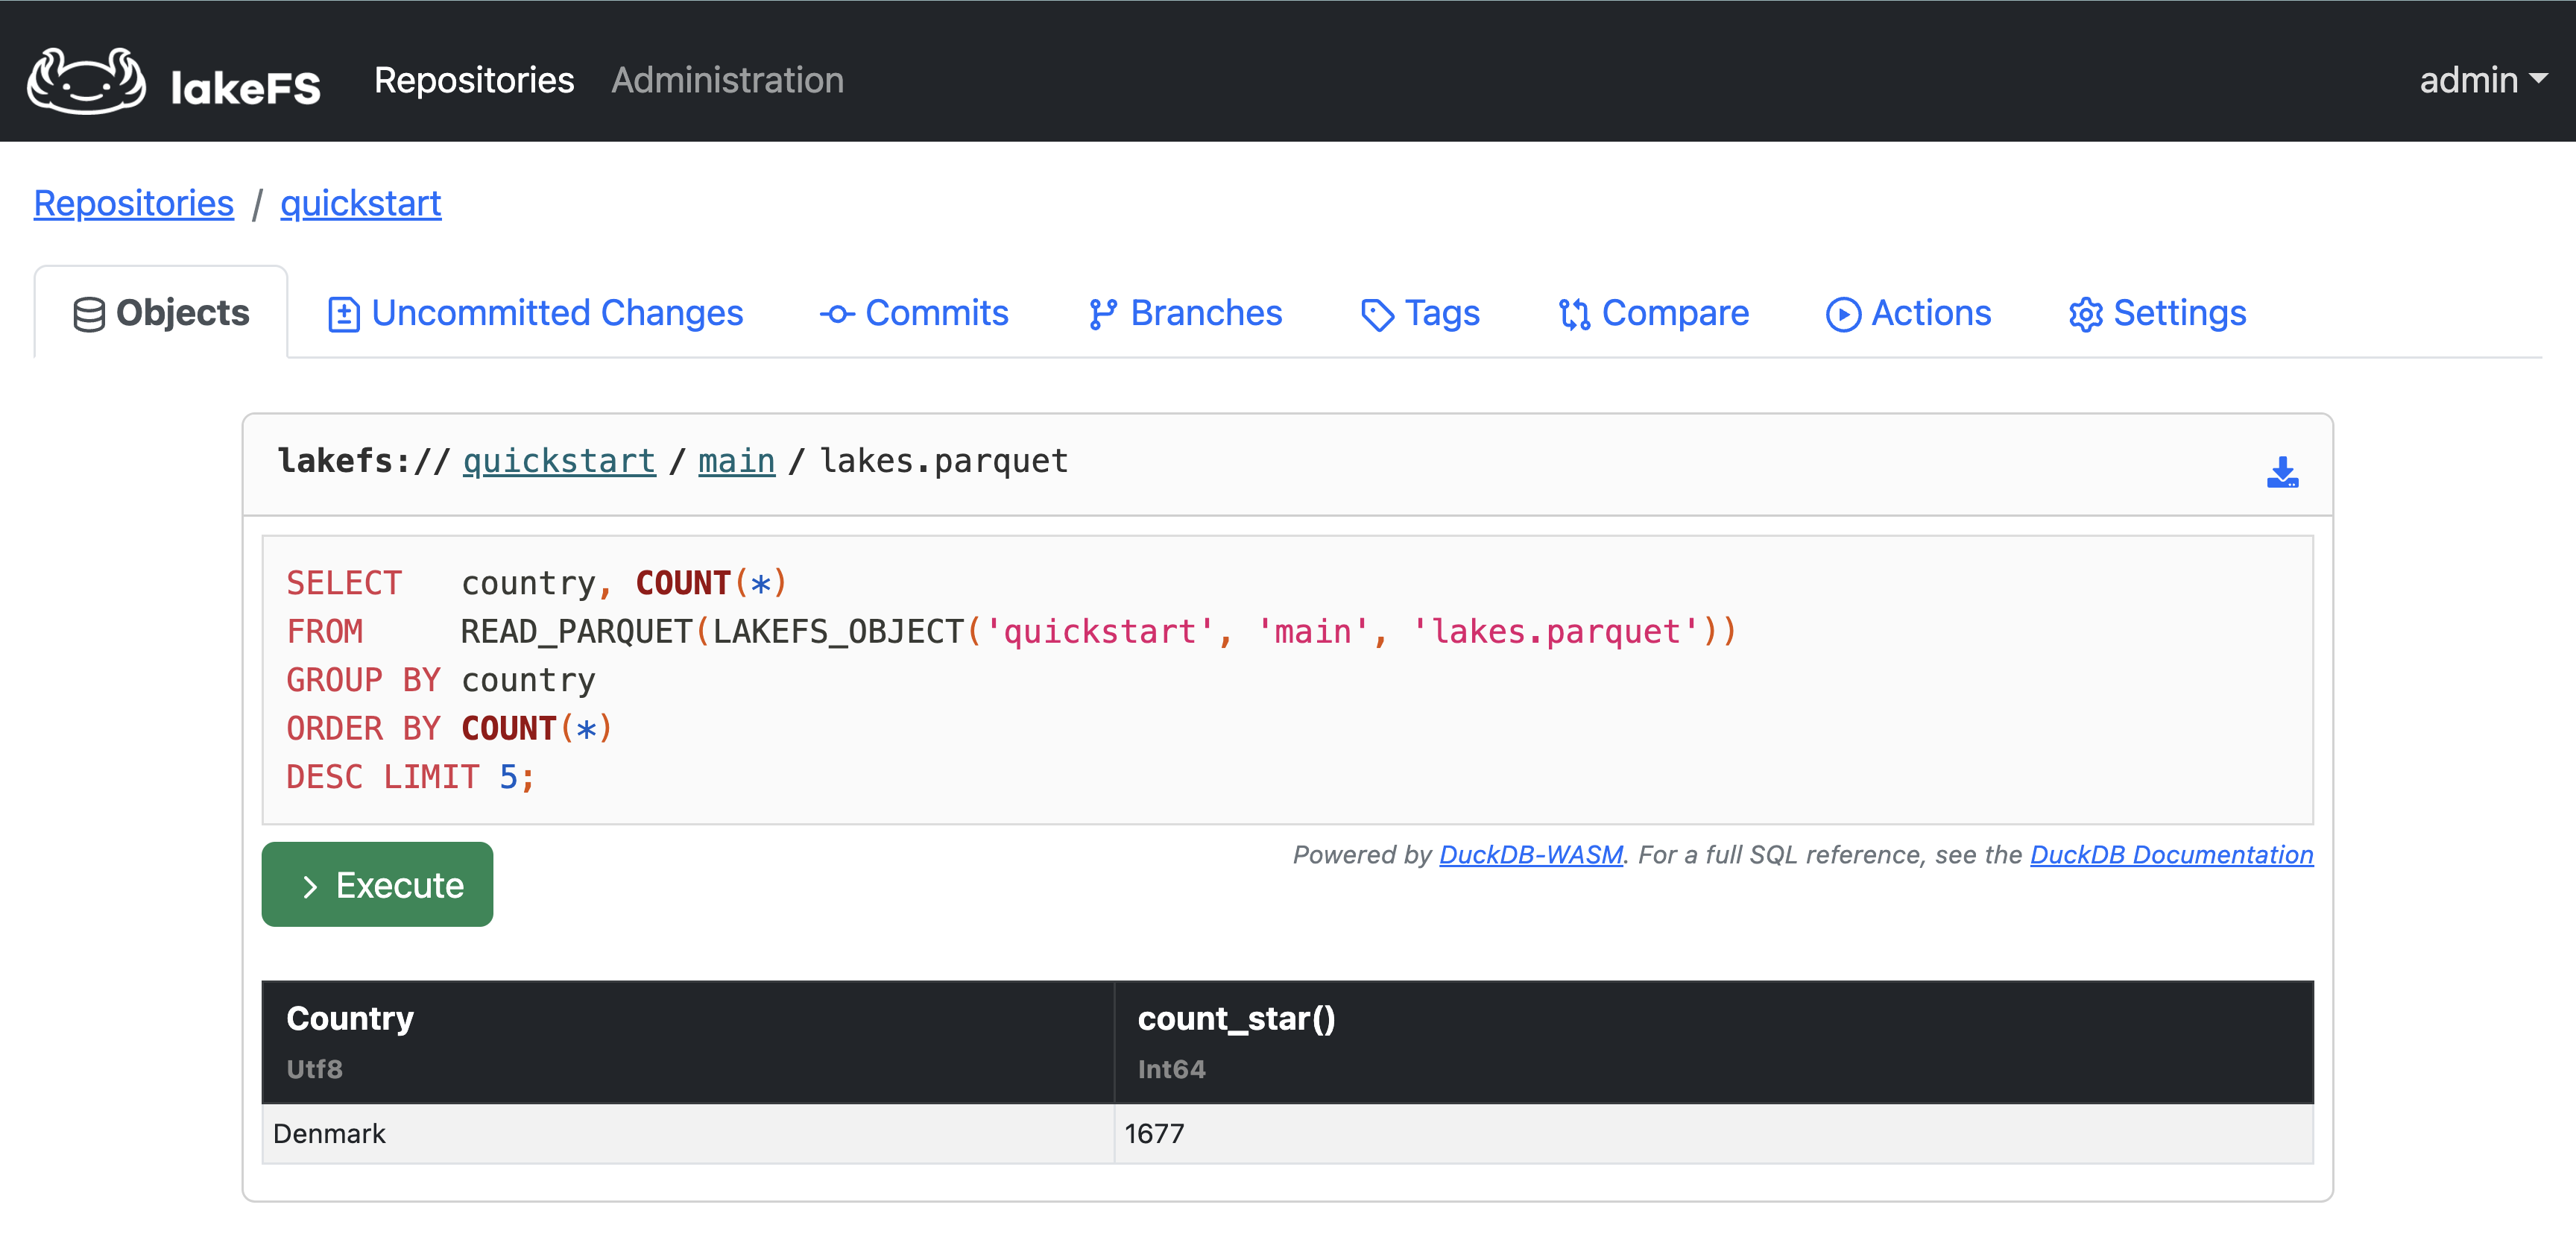 lakeFS Repositories Administration admin
Repositories / quickstart
Objects Uncommitted Changes Commits Branches Tags Compare Actions Settings
lakefs:// quickstart / main / lakes.parquet
SELECT   country, COUNT(*)
FROM     READ_PARQUET(LAKEFS_OBJECT('quickstart', 'main', 'lakes.parquet'))
GROUP BY country
ORDER BY COUNT(*)
DESC LIMIT 5;
Powered by DuckDB-WASM. For a full SQL reference, see the DuckDB Documentation
Execute
Country count_star()
Utf8 Int64
Denmark 1677